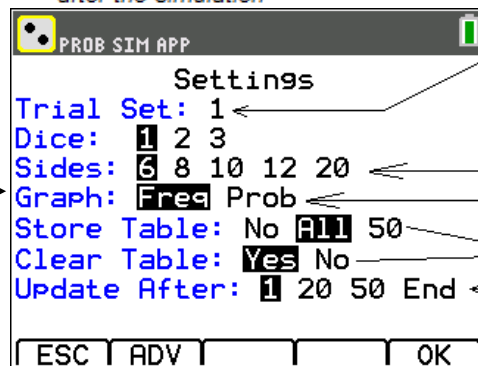 after the simulation
PROB SIM APP
Settings
Trial Set: 1
Dice: 1 2 3
Sides: 6 8 10 12 20
Graph: Freq Prob
Store Table: No All 50
Clear Table: Yes No
Update After: 1 20 50 End
ESC ADV OK